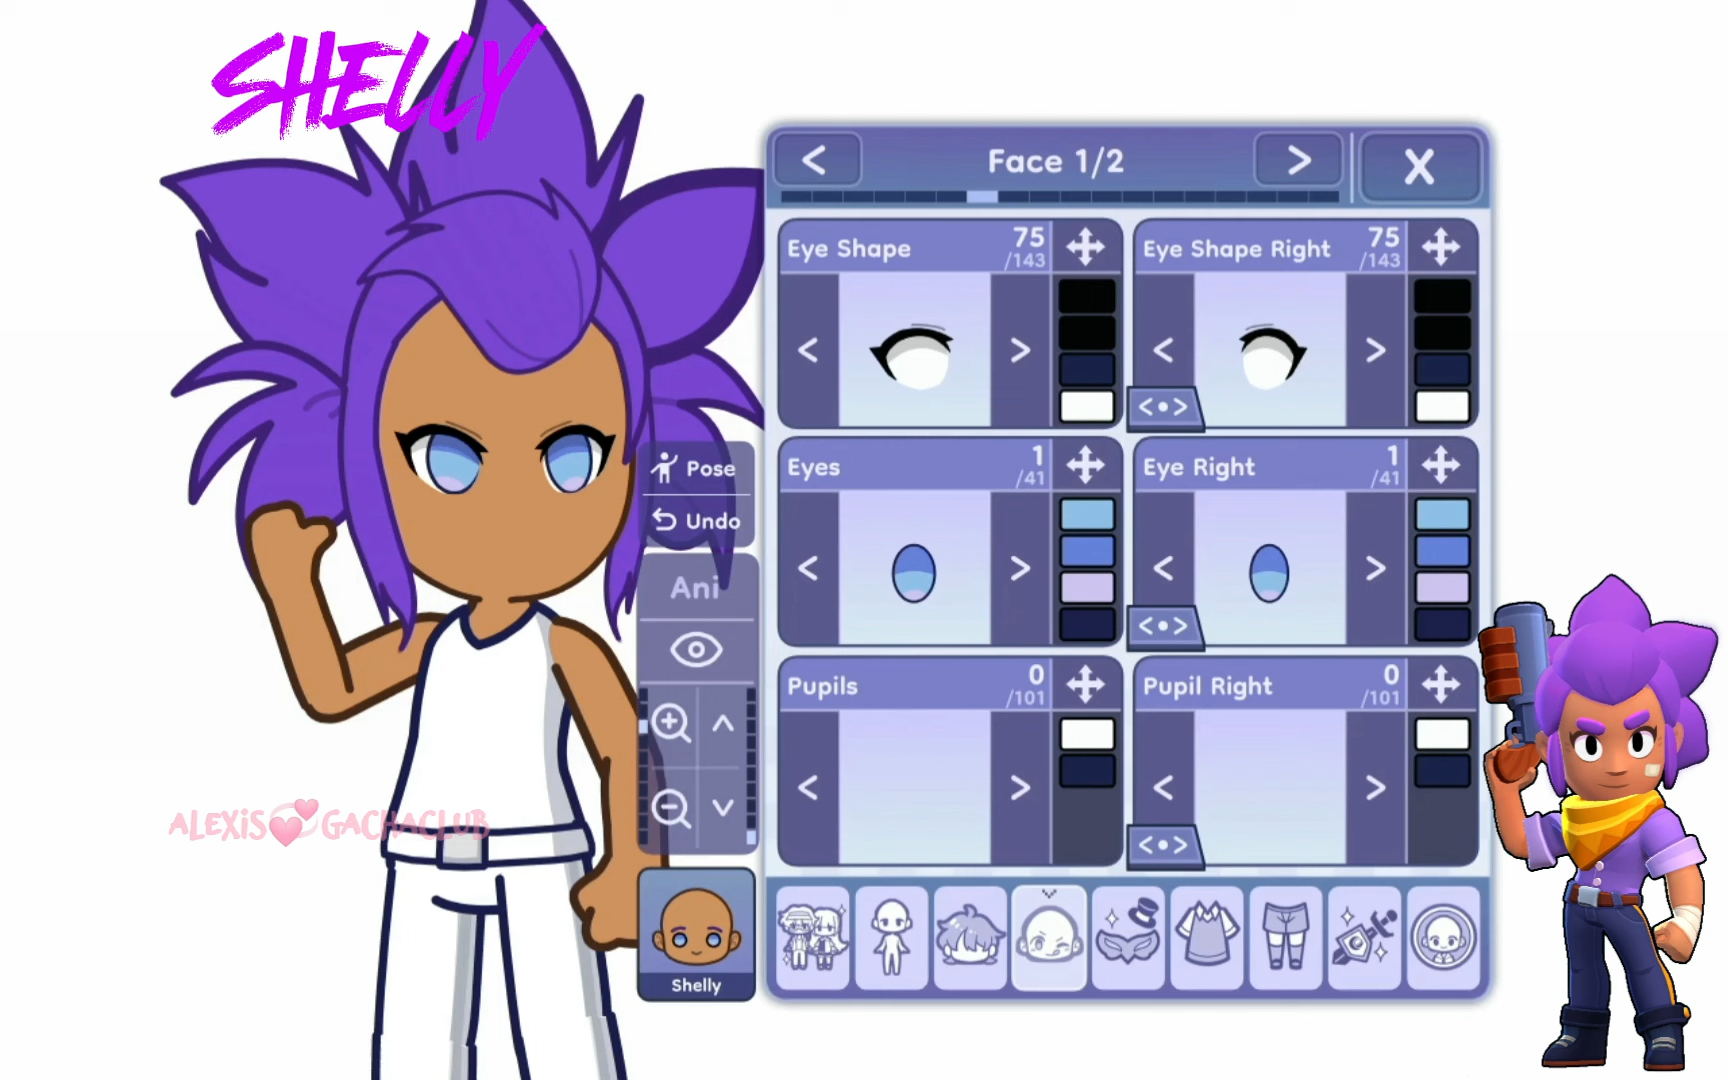 SHELLY
Face 1/2
X
Eye Shape 75 /143
Eye Shape Right 75 /143
Eyes 1 /41
Eye Right 1 /41
Pupils 0 /101
Pupil Right 0 /101
Pose
Undo
Ani
Shelly
ALEXIS GACHACLUB